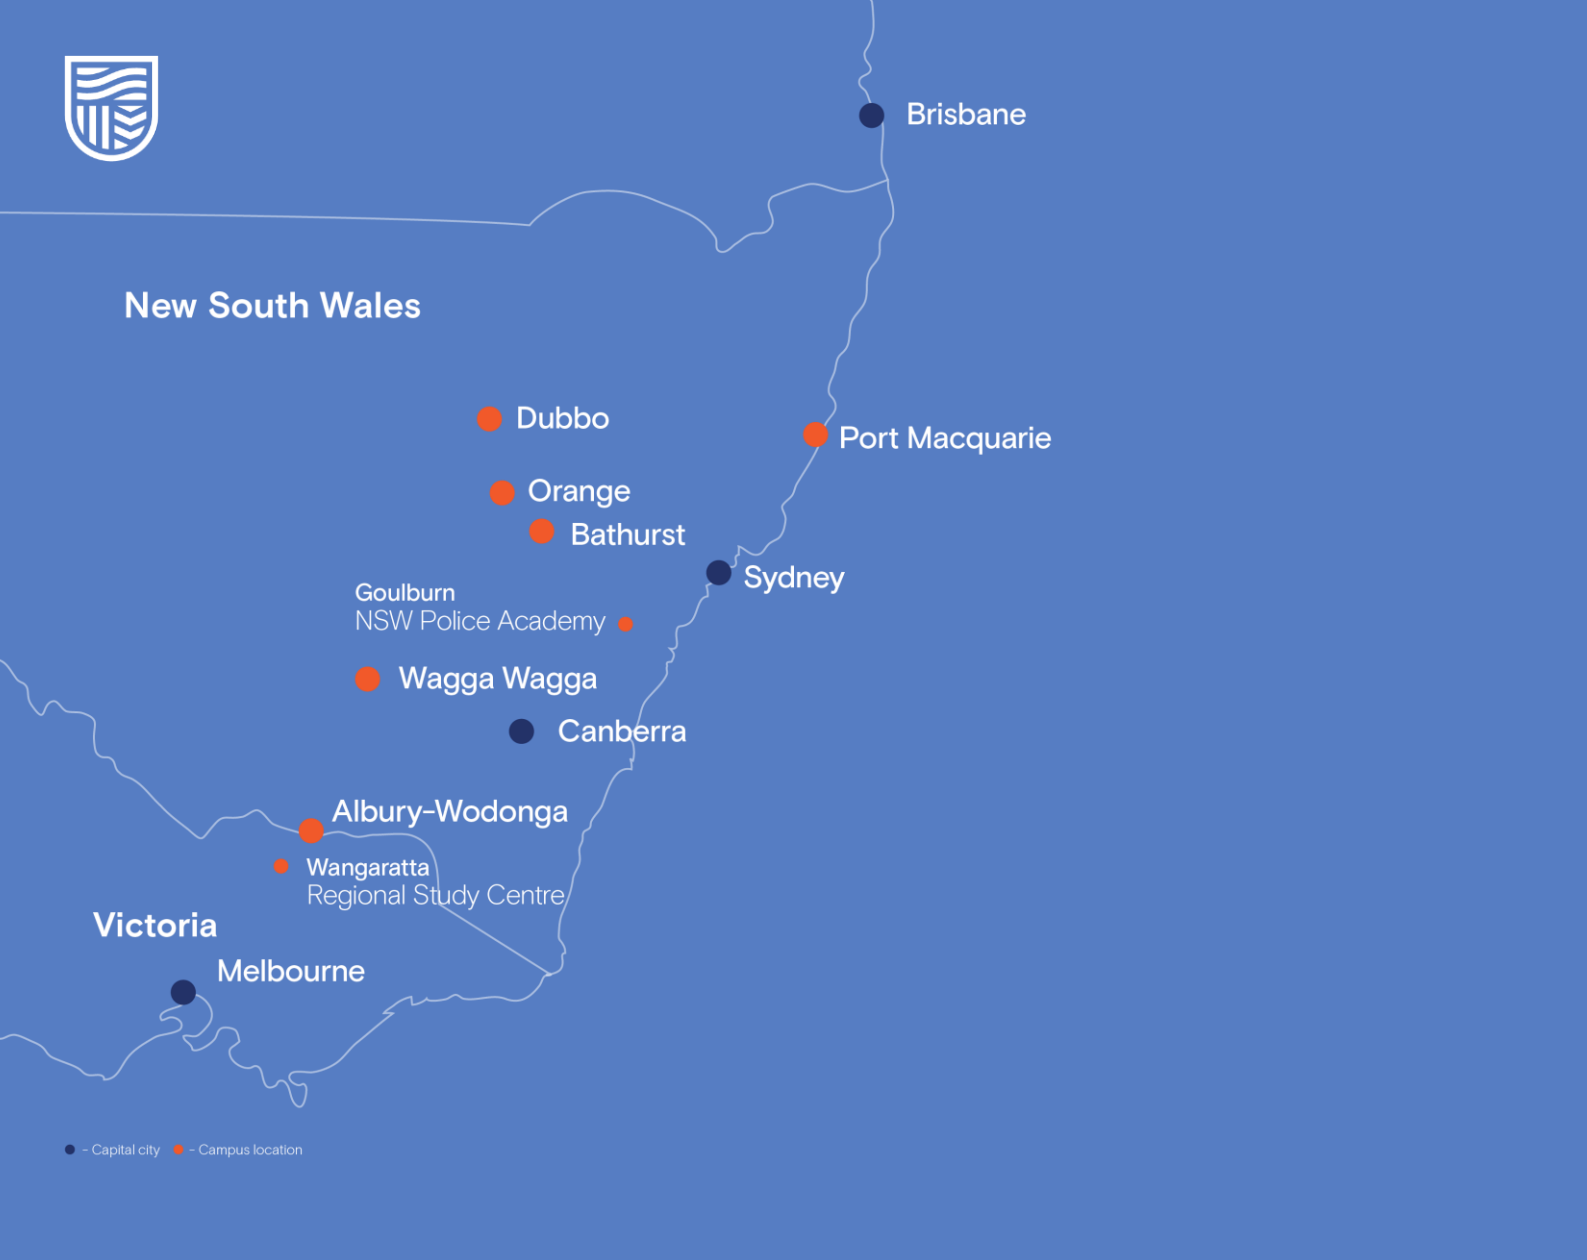 Brisbane
New South Wales
Dubbo
Port Macquarie
Orange
Bathurst
Sydney
Goulburn
NSW Police Academy
Wagga Wagga
Canberra
Albury-Wodonga
Wangaratta
Regional Study Centre
Victoria
Melbourne
- Capital city - Campus location